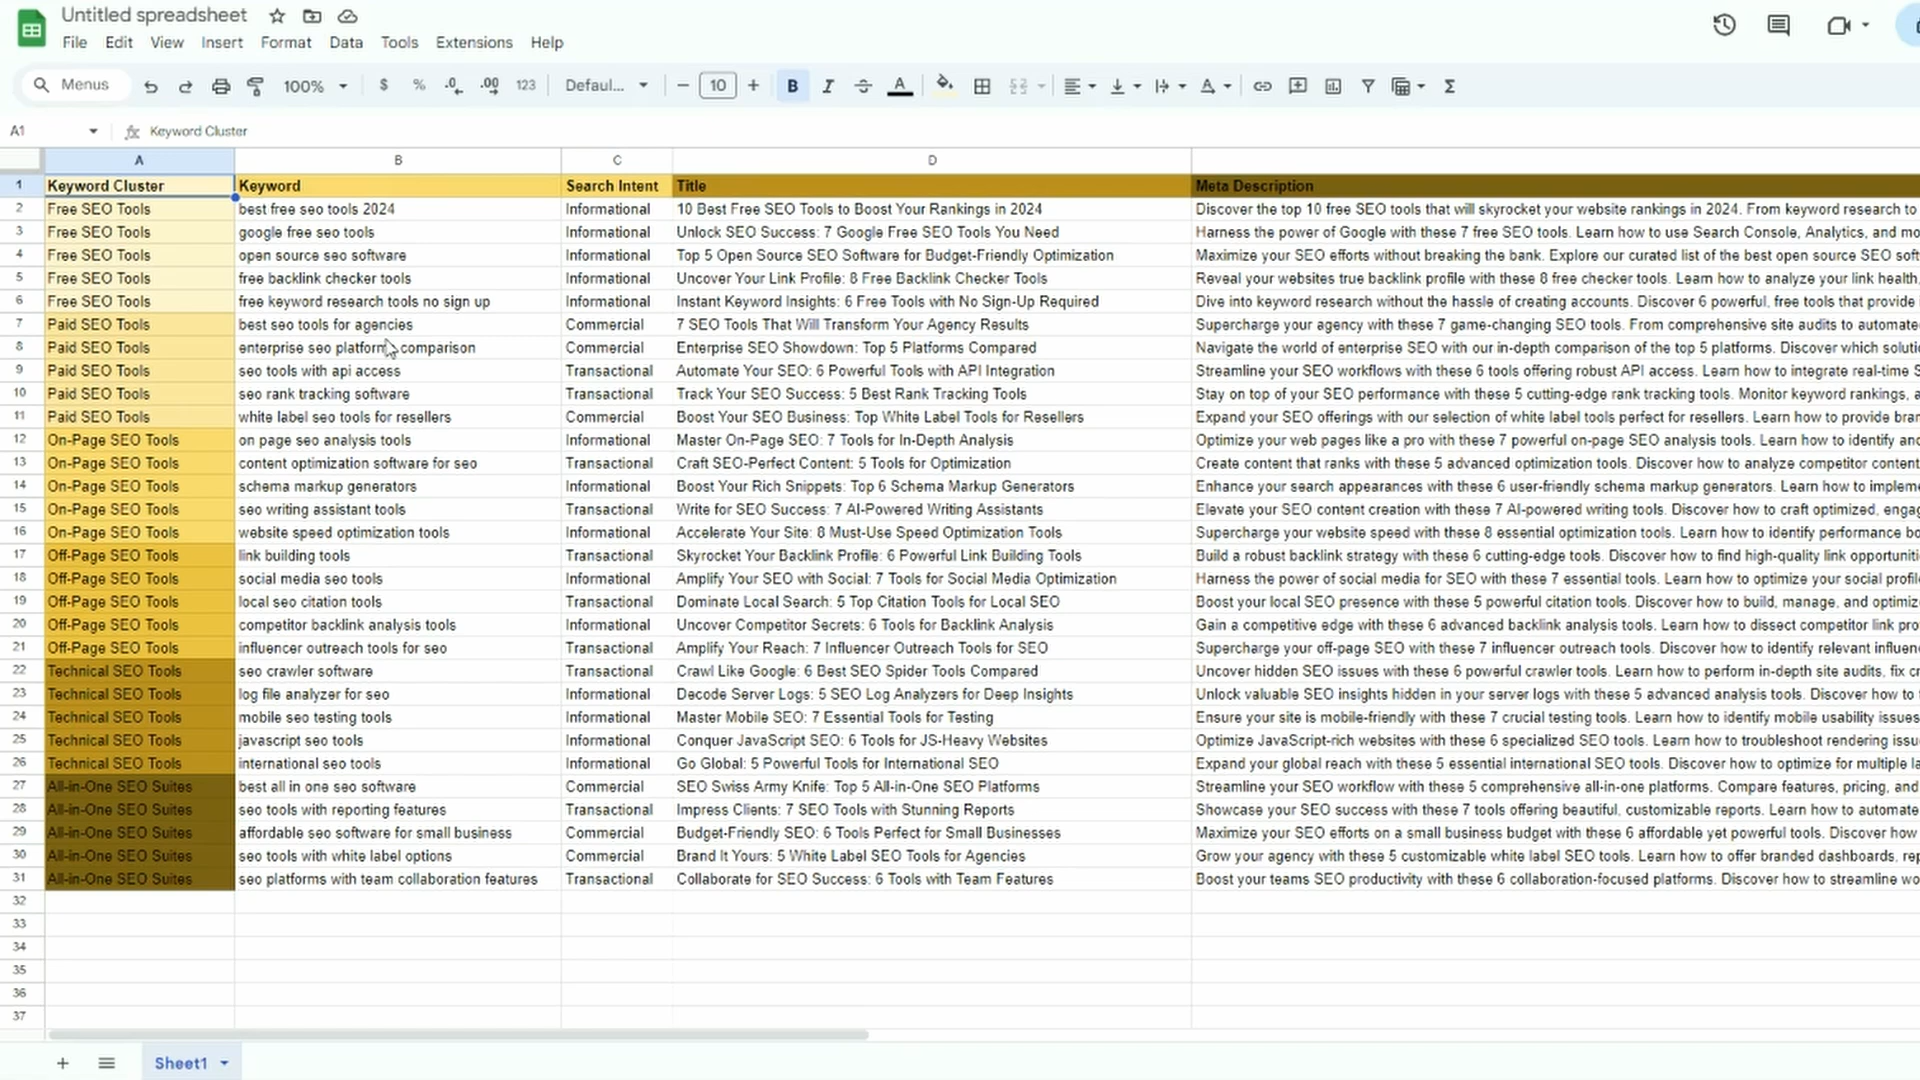 Untitled spreadsheet
File Edit View Insert Format Data Tools Extensions Help
Menus 100% $ % .0 .00 123 Defaul... 10 B I A Σ
A1 fx Keyword Cluster
A B C D
1 Keyword Cluster Keyword Search Intent Title Meta Description
2 Free SEO Tools best free seo tools 2024 Informational 10 Best Free SEO Tools to Boost Your Rankings in 2024 Discover the top 10 free SEO tools that will skyrocket your website rankings in 2024. From keyword research to
3 Free SEO Tools google free seo tools Informational Unlock SEO Success: 7 Google Free SEO Tools You Need Harness the power of Google with these 7 free SEO tools. Learn how to use Search Console, Analytics, and mo
4 Free SEO Tools open source seo software Informational Top 5 Open Source SEO Software for Budget-Friendly Optimization Maximize your SEO efforts without breaking the bank. Explore our curated list of the best open source SEO soft
5 Free SEO Tools free backlink checker tools Informational Uncover Your Link Profile: 8 Free Backlink Checker Tools Reveal your websites true backlink profile with these 8 free checker tools. Learn how to analyze your link health,
6 Free SEO Tools free keyword research tools no sign up Informational Instant Keyword Insights: 6 Free Tools with No Sign-Up Required Dive into keyword research without the hassle of creating accounts. Discover 6 powerful, free tools that provide
7 Paid SEO Tools best seo tools for agencies Commercial 7 SEO Tools That Will Transform Your Agency Results Supercharge your agency with these 7 game-changing SEO tools. From comprehensive site audits to automate
8 Paid SEO Tools enterprise seo platform comparison Commercial Enterprise SEO Showdown: Top 5 Platforms Compared Navigate the world of enterprise SEO with our in-depth comparison of the top 5 platforms. Discover which soluti
9 Paid SEO Tools seo tools with api access Transactional Automate Your SEO: 6 Powerful Tools with API Integration Streamline your SEO workflows with these 6 tools offering robust API access. Learn how to integrate real-time S
10 Paid SEO Tools seo rank tracking software Transactional Track Your SEO Success: 5 Best Rank Tracking Tools Stay on top of your SEO performance with these 5 cutting-edge rank tracking tools. Monitor keyword rankings, a
11 Paid SEO Tools white label seo tools for resellers Commercial Boost Your SEO Business: Top White Label Tools for Resellers Expand your SEO offerings with our selection of white label tools perfect for resellers. Learn how to provide bran
12 On-Page SEO Tools on page seo analysis tools Informational Master On-Page SEO: 7 Tools for In-Depth Analysis Optimize your web pages like a pro with these 7 powerful on-page SEO analysis tools. Learn how to identify and
13 On-Page SEO Tools content optimization software for seo Transactional Craft SEO-Perfect Content: 5 Tools for Optimization Create content that ranks with these 5 advanced optimization tools. Discover how to analyze competitor content
14 On-Page SEO Tools schema markup generators Informational Boost Your Rich Snippets: Top 6 Schema Markup Generators Enhance your search appearances with these 6 user-friendly schema markup generators. Learn how to impleme
15 On-Page SEO Tools seo writing assistant tools Transactional Write for SEO Success: 7 AI-Powered Writing Assistants Elevate your SEO content creation with these 7 AI-powered writing tools. Discover how to craft optimized, engag
16 On-Page SEO Tools website speed optimization tools Informational Accelerate Your Site: 8 Must-Use Speed Optimization Tools Supercharge your website speed with these 8 essential optimization tools. Learn how to identify performance bo
17 Off-Page SEO Tools link building tools Transactional Skyrocket Your Backlink Profile: 6 Powerful Link Building Tools Build a robust backlink strategy with these 6 cutting-edge tools. Discover how to find high-quality link opportuniti
18 Off-Page SEO Tools social media seo tools Informational Amplify Your SEO with Social: 7 Tools for Social Media Optimization Harness the power of social media for SEO with these 7 essential tools. Learn how to optimize your social profile
19 Off-Page SEO Tools local seo citation tools Transactional Dominate Local Search: 5 Top Citation Tools for Local SEO Boost your local SEO presence with these 5 powerful citation tools. Discover how to build, manage, and optimiz
20 Off-Page SEO Tools competitor backlink analysis tools Informational Uncover Competitor Secrets: 6 Tools for Backlink Analysis Gain a competitive edge with these 6 advanced backlink analysis tools. Learn how to dissect competitor link pro
21 Off-Page SEO Tools influencer outreach tools for seo Transactional Amplify Your Reach: 7 Influencer Outreach Tools for SEO Supercharge your off-page SEO with these 7 influencer outreach tools. Discover how to identify relevant influen
22 Technical SEO Tools seo crawler software Transactional Crawl Like Google: 6 Best SEO Spider Tools Compared Uncover hidden SEO issues with these 6 powerful crawler tools. Learn how to perform in-depth site audits, fix cr
23 Technical SEO Tools log file analyzer for seo Informational Decode Server Logs: 5 SEO Log Analyzers for Deep Insights Unlock valuable SEO insights hidden in your server logs with these 5 advanced analysis tools. Discover how to
24 Technical SEO Tools mobile seo testing tools Informational Master Mobile SEO: 7 Essential Tools for Testing Ensure your site is mobile-friendly with these 7 crucial testing tools. Learn how to identify mobile usability issues
25 Technical SEO Tools javascript seo tools Informational Conquer JavaScript SEO: 6 Tools for JS-Heavy Websites Optimize JavaScript-rich websites with these 6 specialized SEO tools. Learn how to troubleshoot rendering issu
26 Technical SEO Tools international seo tools Informational Go Global: 5 Powerful Tools for International SEO Expand your global reach with these 5 essential international SEO tools. Discover how to optimize for multiple la
27 All-in-One SEO Suites best all in one seo software Commercial SEO Swiss Army Knife: Top 5 All-in-One SEO Platforms Streamline your SEO workflow with these 5 comprehensive all-in-one platforms. Compare features, pricing, and
28 All-in-One SEO Suites seo tools with reporting features Transactional Impress Clients: 7 SEO Tools with Stunning Reports Showcase your SEO success with these 7 tools offering beautiful, customizable reports. Learn how to automate
29 All-in-One SEO Suites affordable seo software for small business Commercial Budget-Friendly SEO: 6 Tools Perfect for Small Businesses Maximize your SEO efforts on a small business budget with these 6 affordable yet powerful tools. Discover how
30 All-in-One SEO Suites seo tools with white label options Commercial Brand It Yours: 5 White Label SEO Tools for Agencies Grow your agency with these 5 customizable white label SEO tools. Learn how to offer branded dashboards, rep
31 All-in-One SEO Suites seo platforms with team collaboration features Transactional Collaborate for SEO Success: 6 Tools with Team Features Boost your teams SEO productivity with these 6 collaboration-focused platforms. Discover how to streamline wo
32
33
34
35
36
37
Sheet1